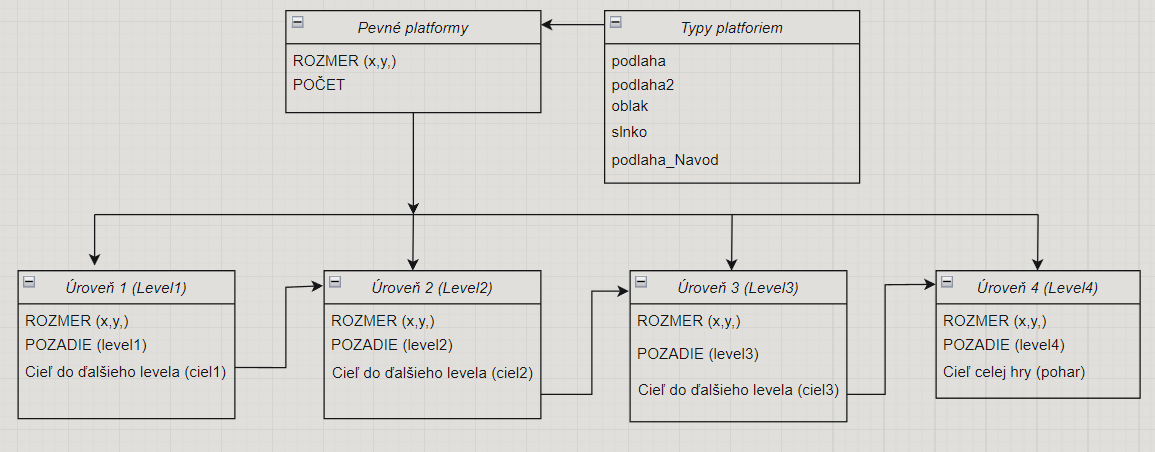 Pevné platformy
ROZMER (x,y,)
POČET
Typy platforiem
podlaha
podlaha2
oblak
slnko
podlaha_Navod
Úroveň 1 (Level1)
ROZMER (x,y,)
POZADIE (level1)
Cieľ do ďalšieho levela (ciel1)
Úroveň 2 (Level2)
ROZMER (x,y,)
POZADIE (level2)
Cieľ do ďalšieho levela (ciel2)
Úroveň 3 (Level3)
ROZMER (x,y,)
POZADIE (level3)
Cieľ do ďalšieho levela (ciel3)
Úroveň 4 (Level4)
ROZMER (x,y,)
POZADIE (level4)
Cieľ celej hry (pohar)